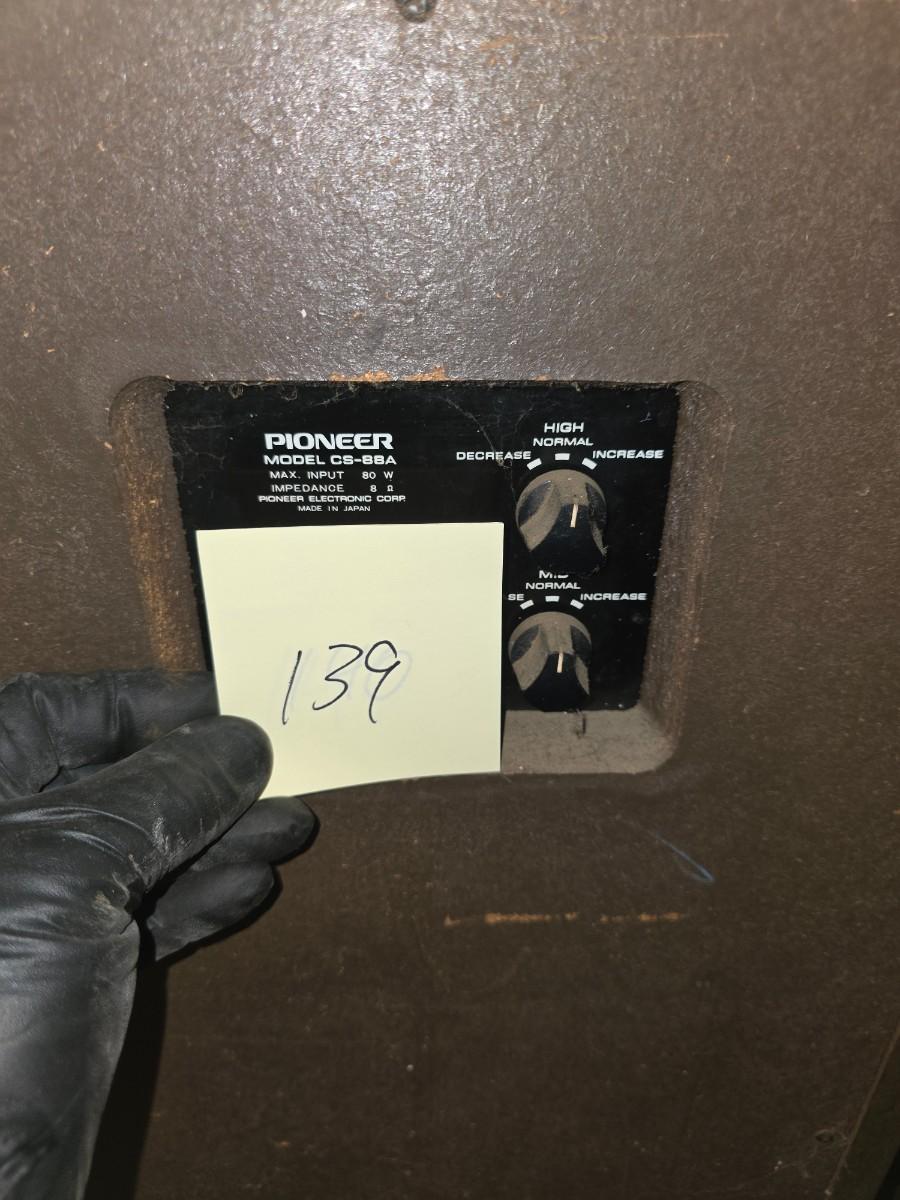 PIONEER
MODEL CS-88A
MAX. INPUT 80 W
IMPEDANCE 8 Ω
PIONEER ELECTRONIC CORP.
MADE IN JAPAN
HIGH
NORMAL
DECREASE INCREASE
MID
NORMAL
SE INCREASE
139